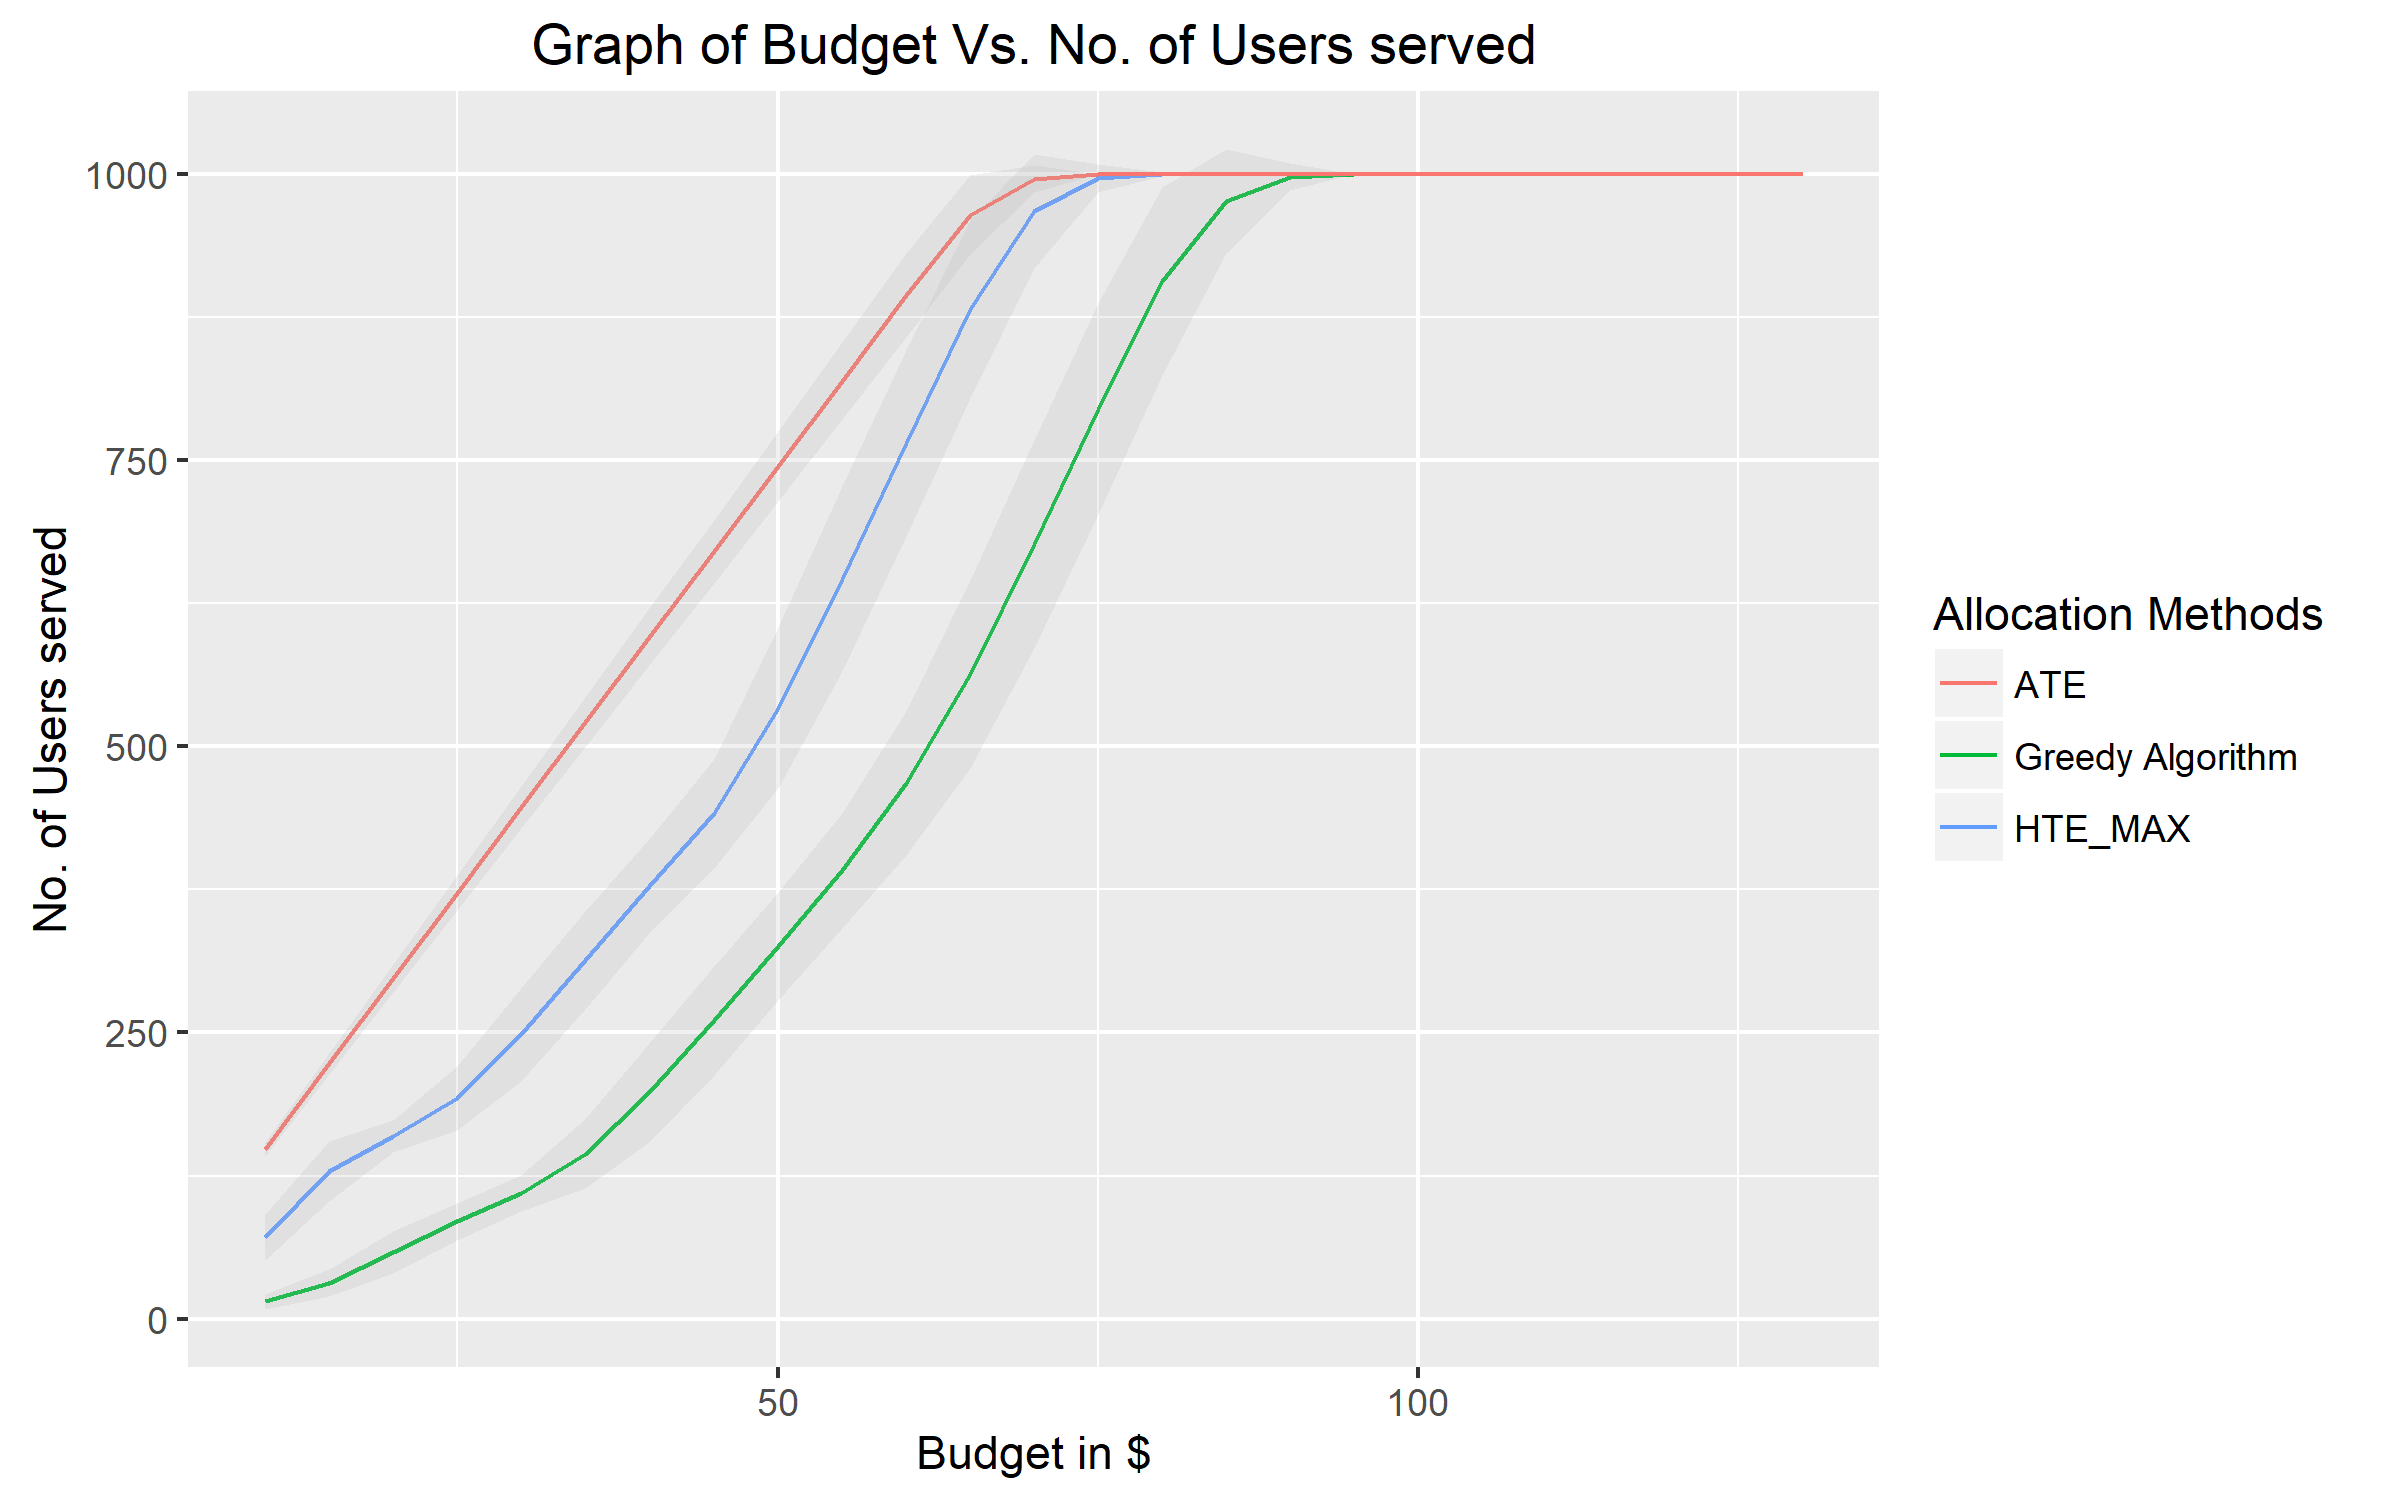 Graph of Budget Vs. No. of Users served
No. of Users served
1000
750
500
250
0
50
100
Budget in $
Allocation Methods
ATE
Greedy Algorithm
HTE_MAX